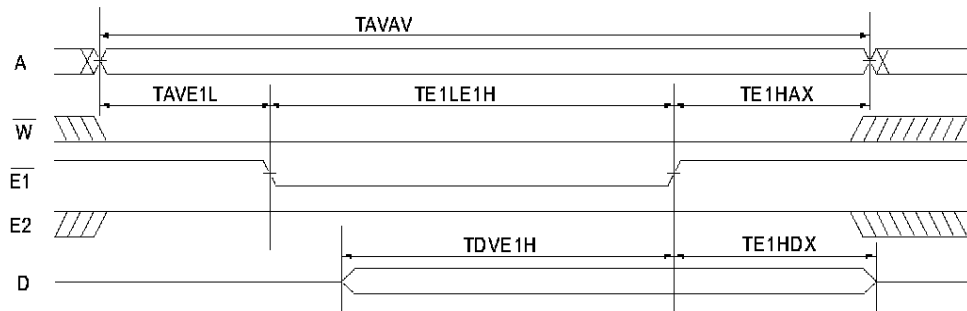 TAVAV
A
TAVE1L TE1LE1H TE1HAX
W
E1
E2
TDVE1H TE1HDX
D